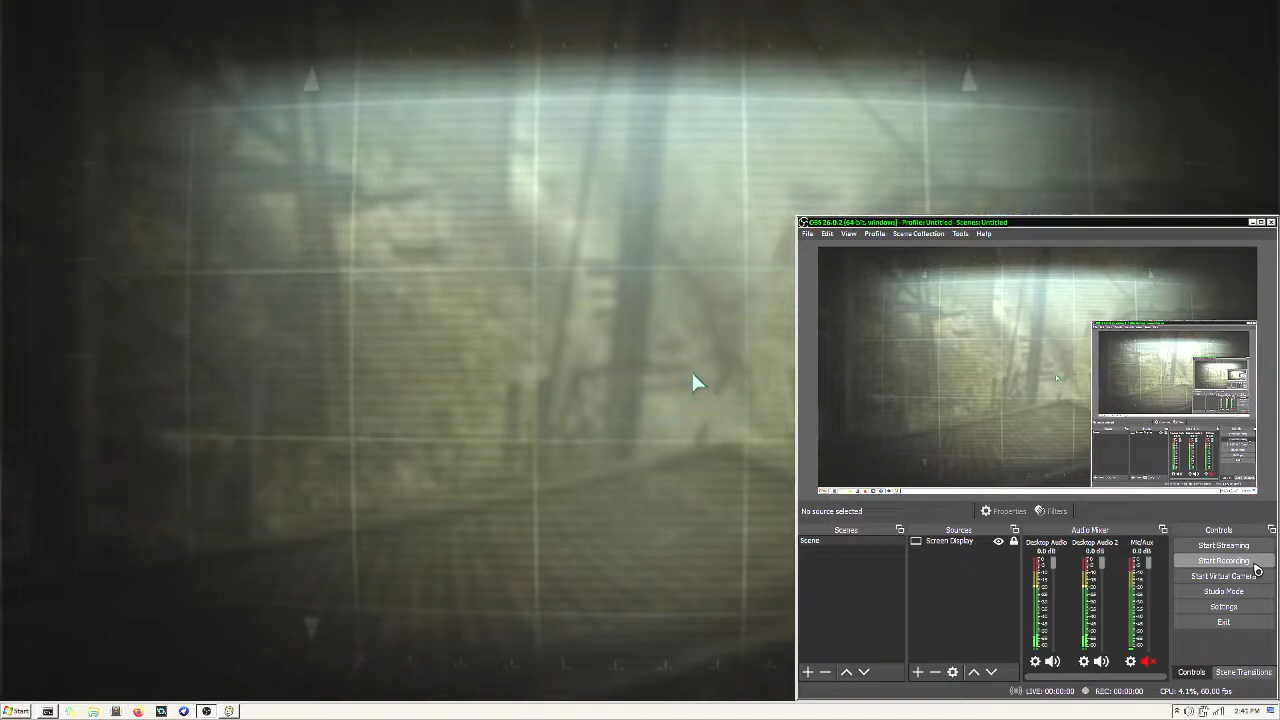 OBS 26.0.2 (64-bit, windows) - Profile: Untitled - Scenes: Untitled
File Edit View Profile Scene Collection Tools Help
No source selected Properties Filters
Scenes Sources Audio Mixer Controls
Scene
Screen Display
Desktop Audio Desktop Audio 2 Mic/Aux
0.0 dB 0.0 dB 0.0 dB
Start Streaming
Start Recording
Start Virtual Camera
Studio Mode
Settings
Exit
Controls Scene Transitions
LIVE: 00:00:00 REC: 00:00:00 CPU: 4.1%, 60.00 fps
Start 2:41 PM